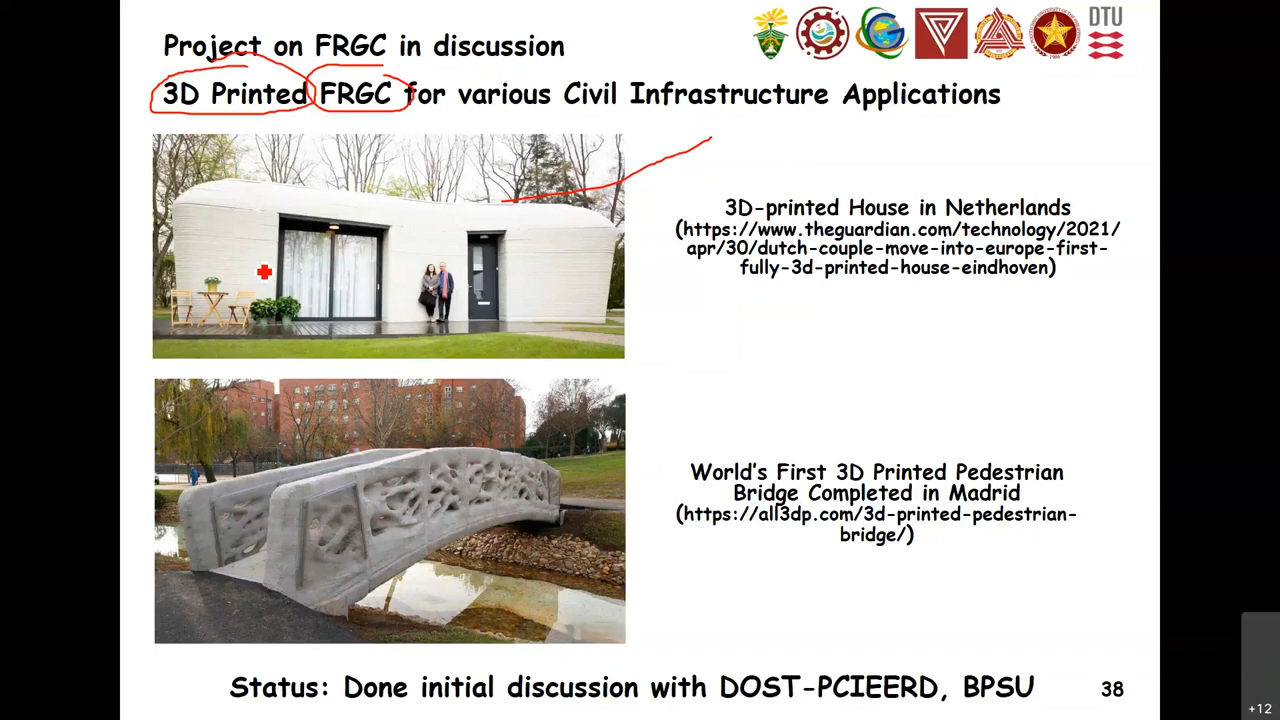 Project on FRGC in discussion
DTU
3D Printed FRGC for various Civil Infrastructure Applications
3D-printed House in Netherlands
(https://www.theguardian.com/technology/2021/
apr/30/dutch-couple-move-into-europe-first-
fully-3d-printed-house-eindhoven)
World's First 3D Printed Pedestrian
Bridge Completed in Madrid
(https://all3dp.com/3d-printed-pedestrian-
bridge/)
Status: Done initial discussion with DOST-PCIEERD, BPSU
38
+12